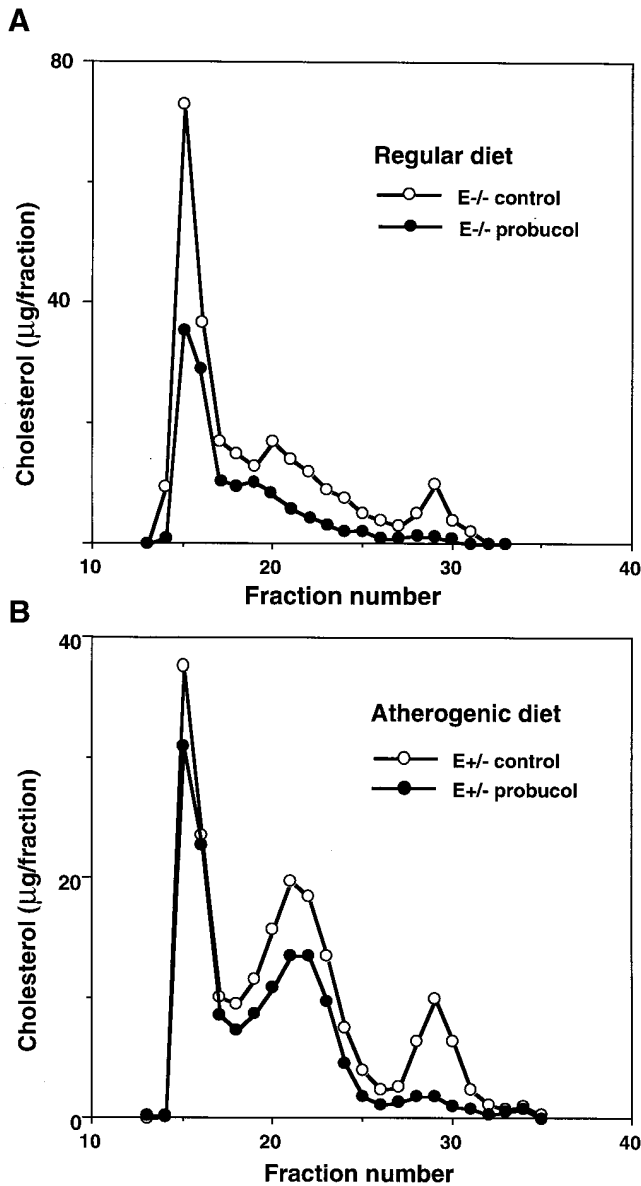 A
80
40
Cholesterol (µg/fraction)
Regular diet
E-/- control
E-/- probucol
10
20
30
40
Fraction number
B
40
20
0
Cholesterol (µg/fraction)
Atherogenic diet
E+/- control
E+/- probucol
10
20
30
40
Fraction number